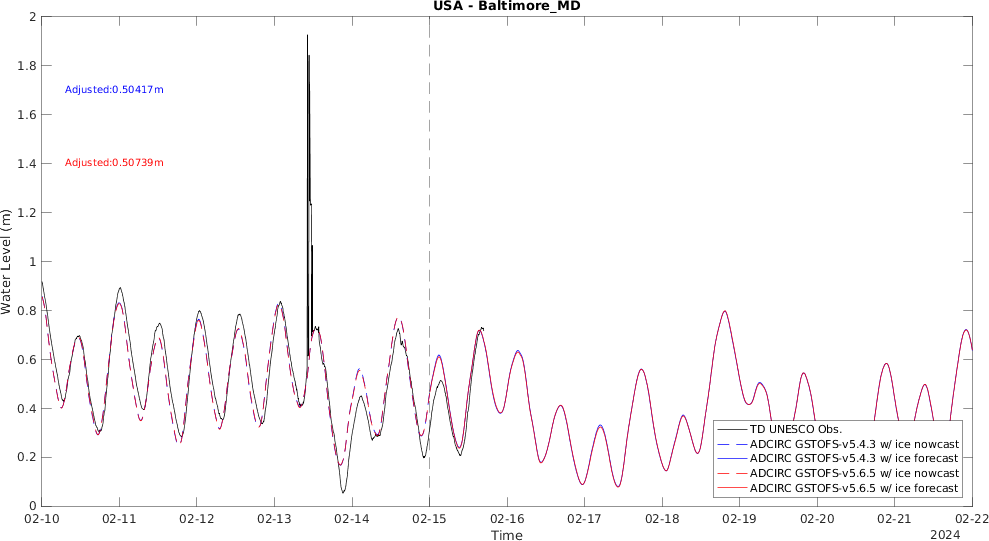 USA - Baltimore_MD
2
1.8
1.6
1.4
1.2
1
0.8
0.6
0.4
0.2
0
Water Level (m)
Adjusted:0.50417m
Adjusted:0.50739m
TD UNESCO Obs.
ADCIRC GSTOFS-v5.4.3 w/ ice nowcast
ADCIRC GSTOFS-v5.4.3 w/ ice forecast
ADCIRC GSTOFS-v5.6.5 w/ ice nowcast
ADCIRC GSTOFS-v5.6.5 w/ ice forecast
02-10 02-11 02-12 02-13 02-14 02-15 02-16 02-17 02-18 02-19 02-20 02-21 02-22
Time
2024